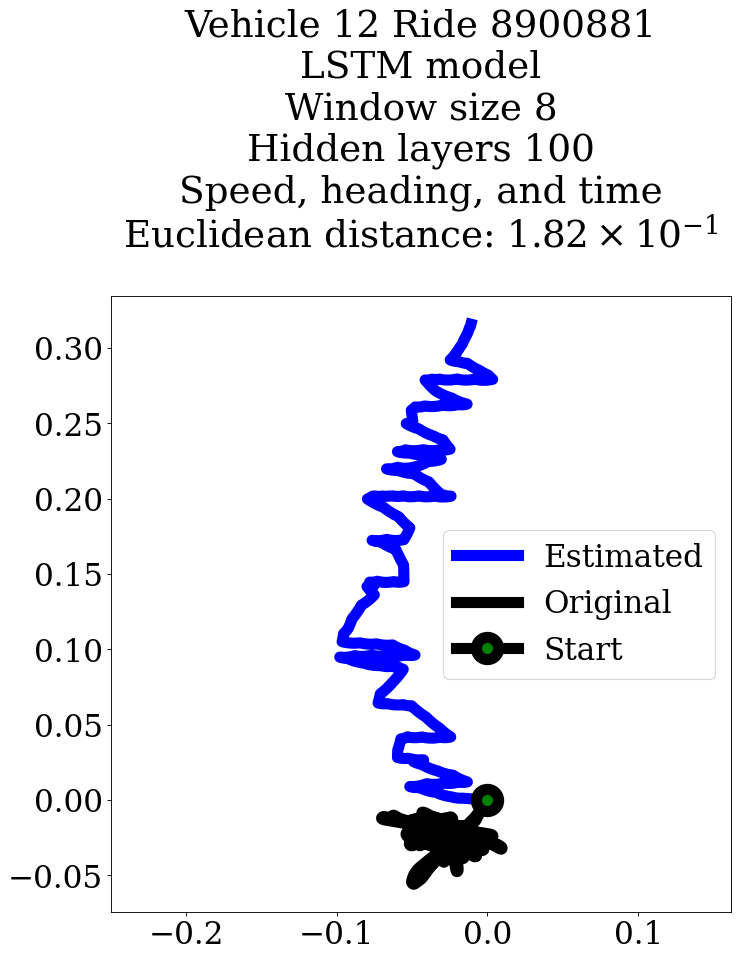 Vehicle 12 Ride 8900881
LSTM model
Window size 8
Hidden layers 100
Speed, heading, and time
Euclidean distance: 1.82 × 10⁻¹
0.30
0.25
0.20
0.15
0.10
0.05
0.00
−0.05
Estimated
Original
Start
−0.2
−0.1
0.0
0.1